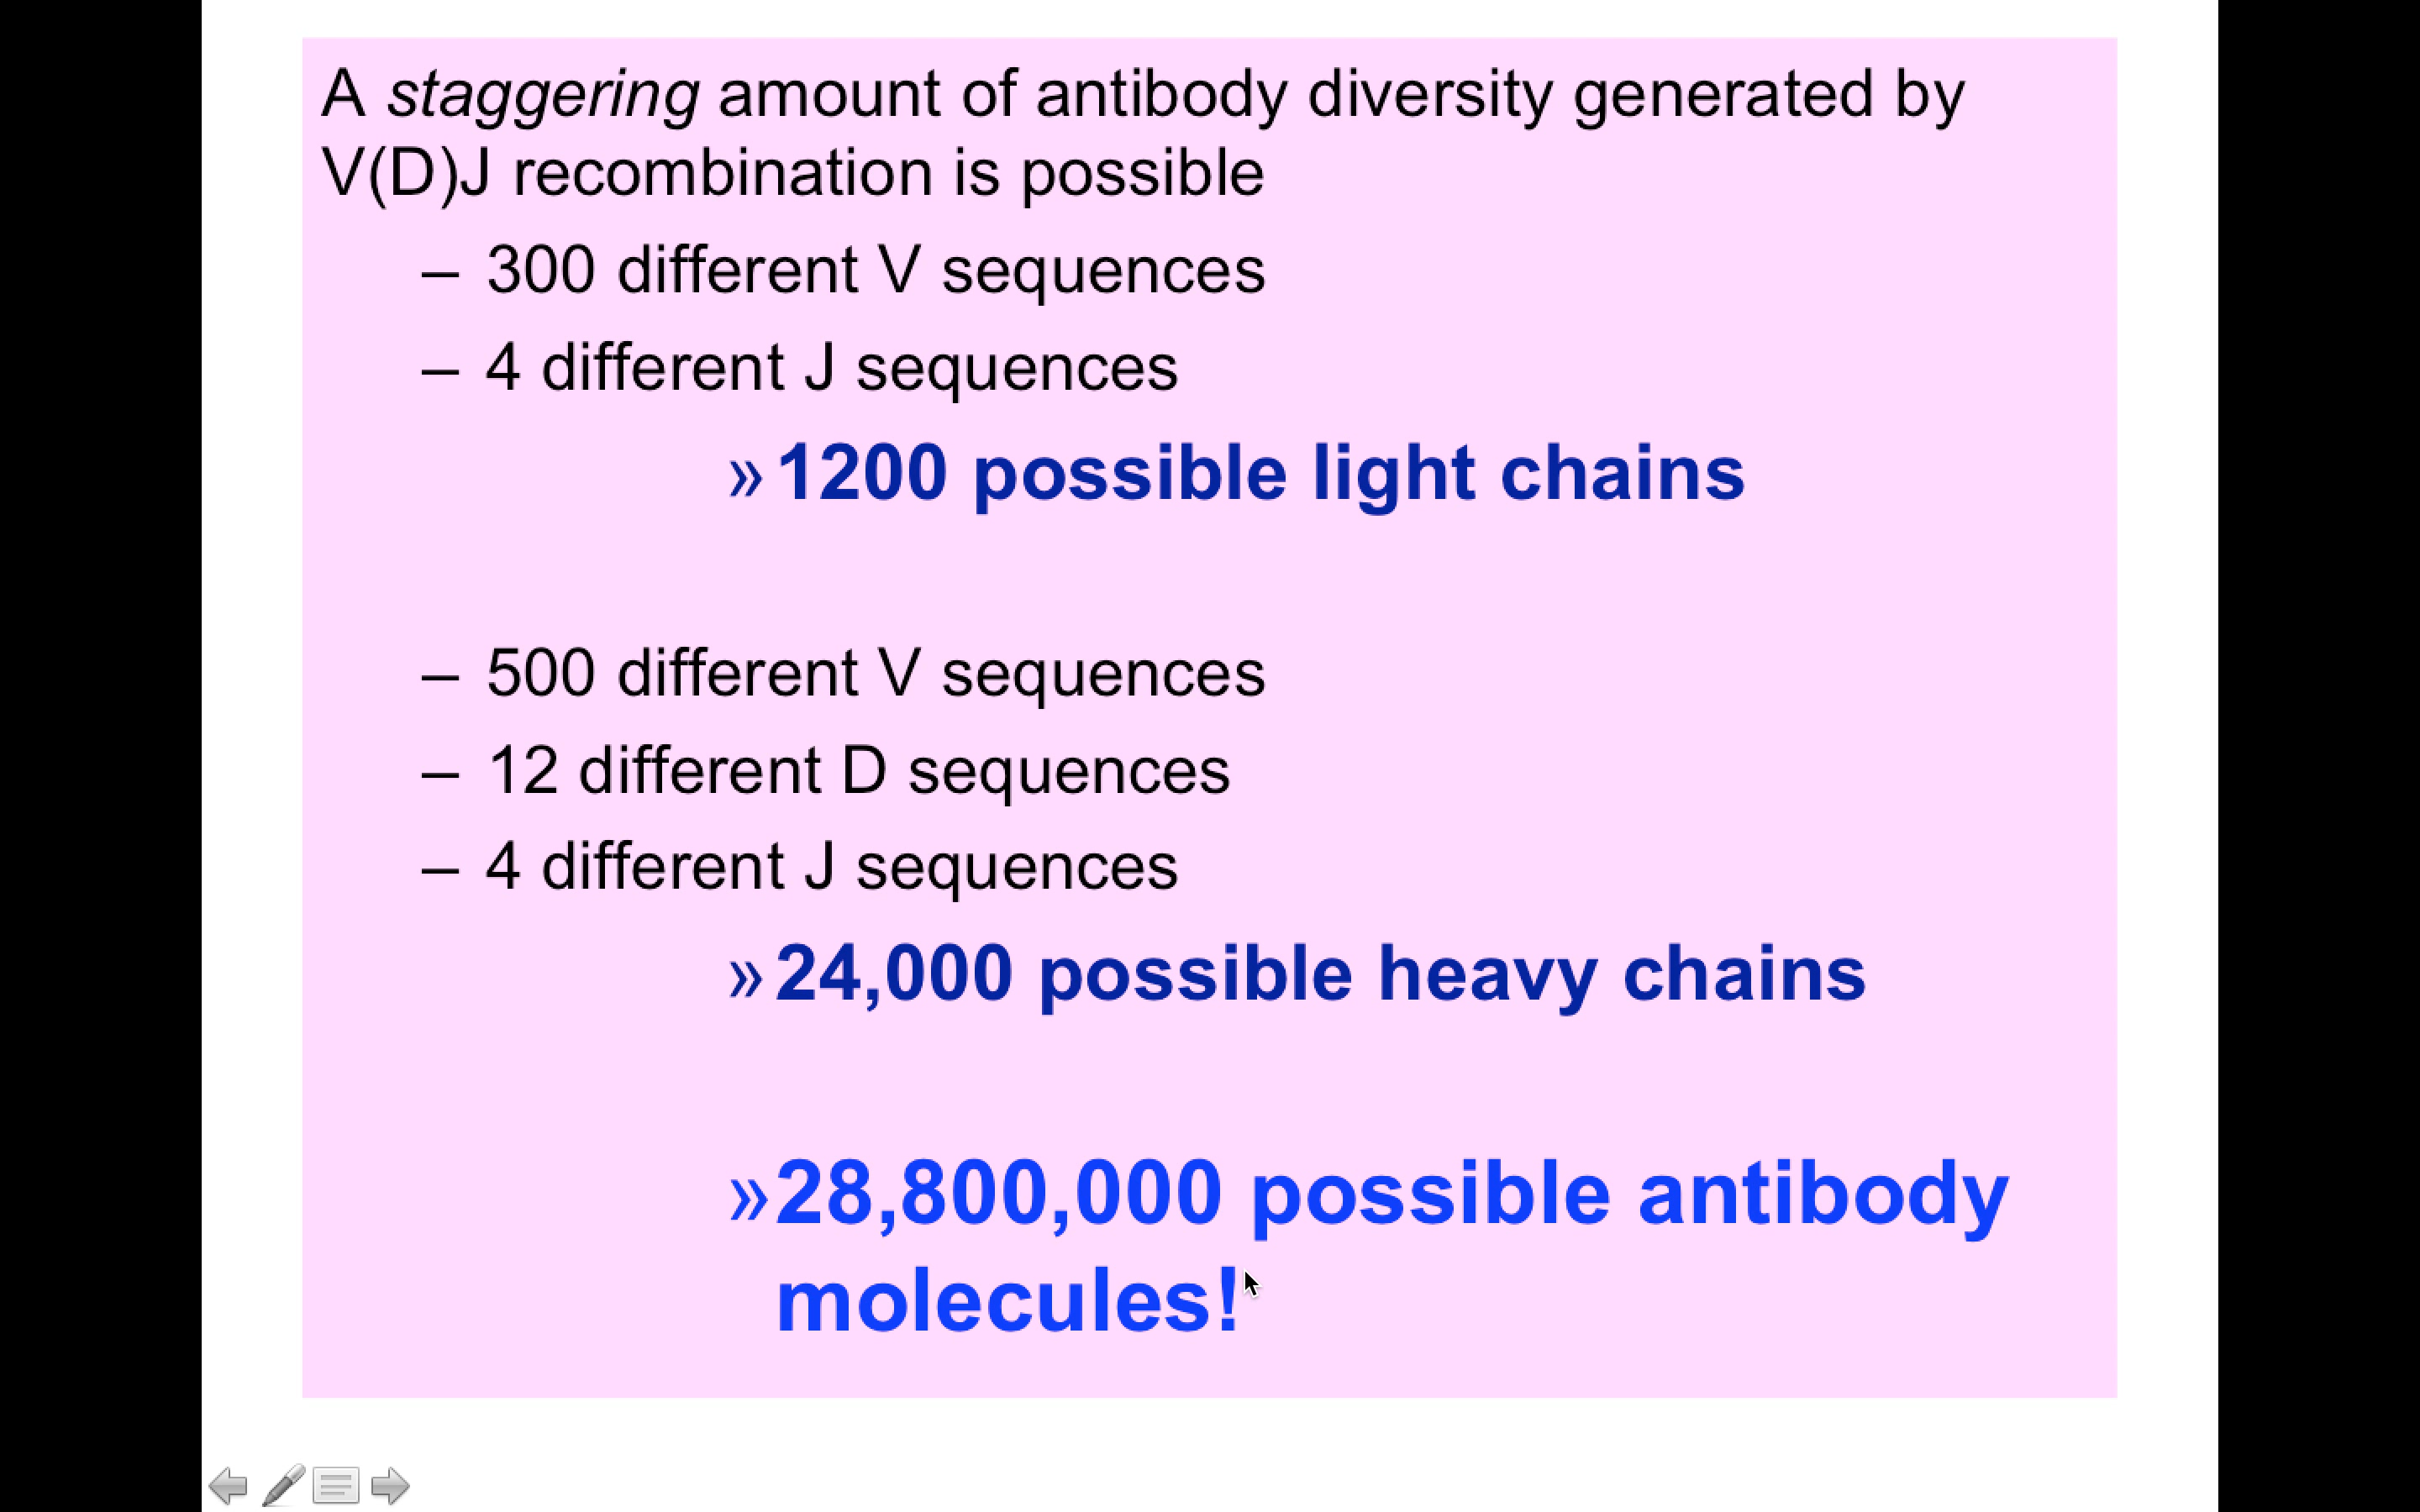 A staggering amount of antibody diversity generated by
V(D)J recombination is possible
– 300 different V sequences
– 4 different J sequences
» 1200 possible light chains
– 500 different V sequences
– 12 different D sequences
– 4 different J sequences
» 24,000 possible heavy chains
» 28,800,000 possible antibody
molecules!